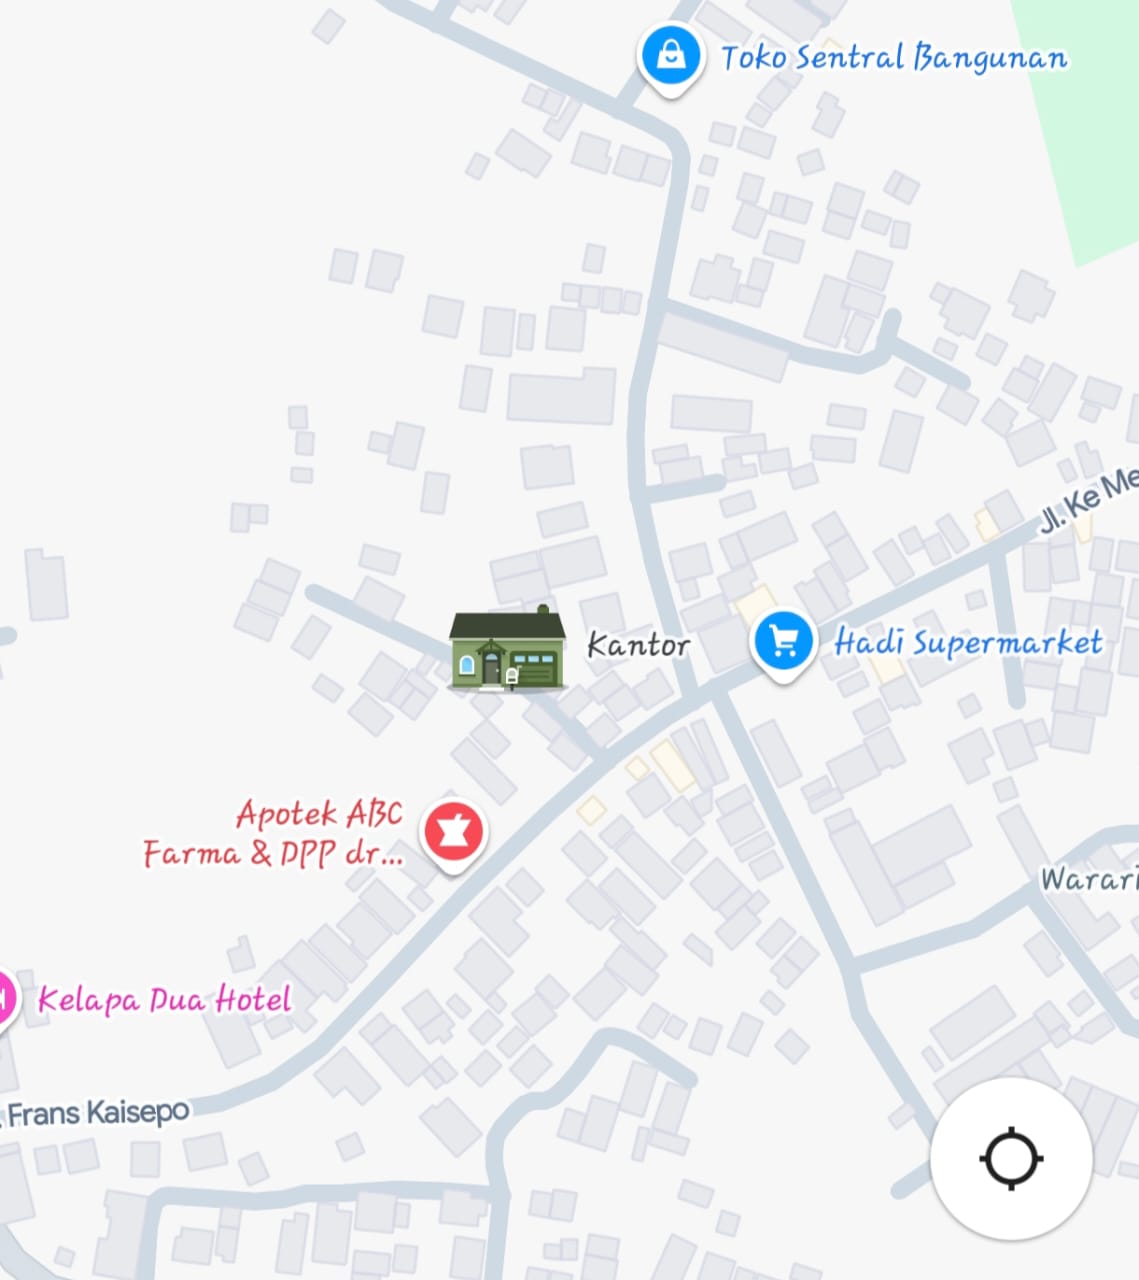 Toko Sentral Bangunan
Jl. Ke Me
Kantor
Hadi Supermarket
Apotek ABC
Farma & DPP dr...
Warari
Kelapa Dua Hotel
. Frans Kaisepo